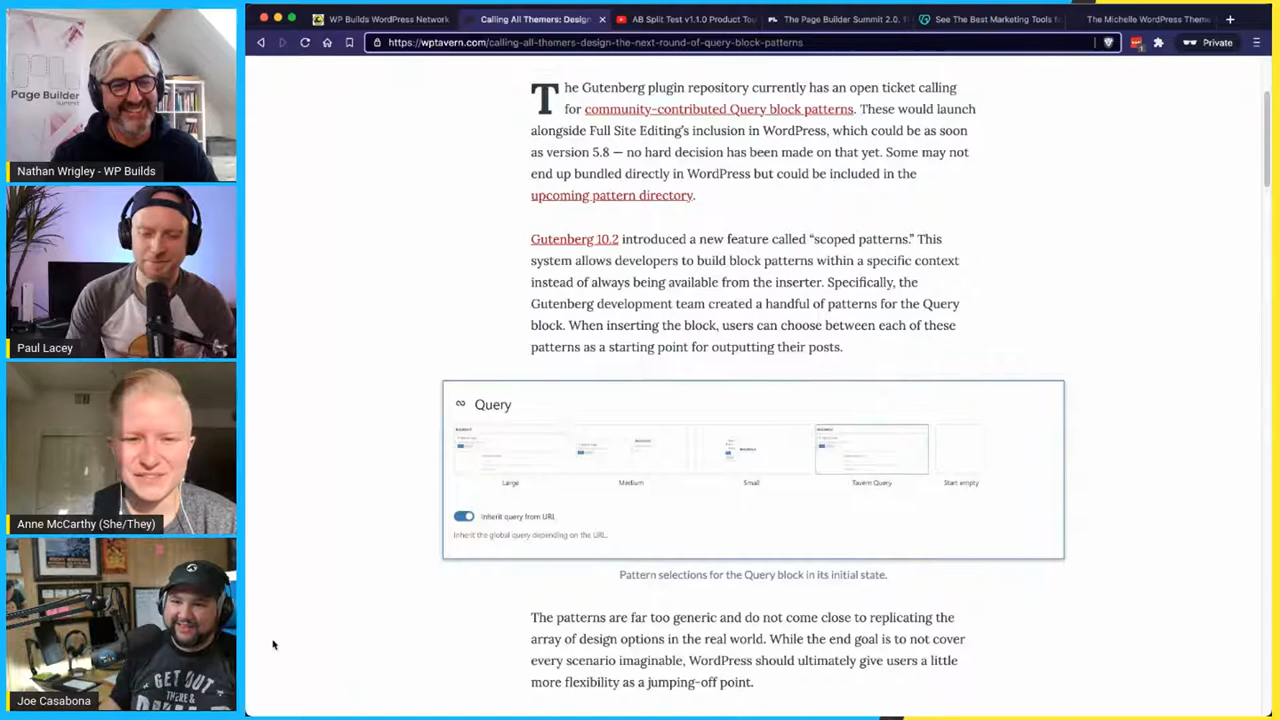 WP Builds WordPress Network
Calling All Themers: Design
AB Split Test v1.1.0 Product To
The Page Builder Summit 2.0,
See The Best Marketing Tools f
The Michelle WordPress Theme
https://wptavern.com/calling-all-themers-design-the-next-round-of-query-block-patterns
Private
Page Builder
Summit
Nathan Wrigley - WP Builds
Paul Lacey
Anne McCarthy (She/They)
GET OUT
THERE &
Joe Casabona
The Gutenberg plugin repository currently has an open ticket calling
for community-contributed Query block patterns. These would launch
alongside Full Site Editing's inclusion in WordPress, which could be as soon
as version 5.8 — no hard decision has been made on that yet. Some may not
end up bundled directly in WordPress but could be included in the
upcoming pattern directory.
Gutenberg 10.2 introduced a new feature called “scoped patterns.” This
system allows developers to build block patterns within a specific context
instead of always being available from the inserter. Specifically, the
Gutenberg development team created a handful of patterns for the Query
block. When inserting the block, users can choose between each of these
patterns as a starting point for outputting their posts.
Query
Large
Medium
Small
Tavern Query
Start empty
Inherit query from URL
Inherit the global query depending on the URL.
Pattern selections for the Query block in its initial state.
The patterns are far too generic and do not come close to replicating the
array of design options in the real world. While the end goal is to not cover
every scenario imaginable, WordPress should ultimately give users a little
more flexibility as a jumping-off point.